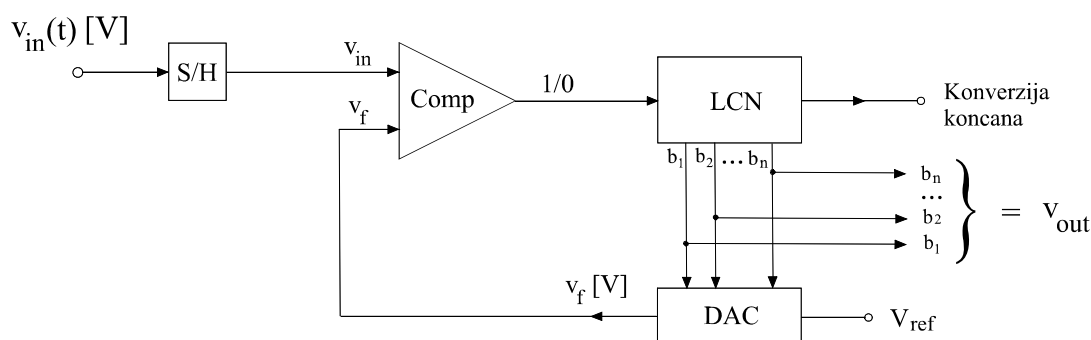 v_in(t) [V]
S/H
v_in
v_f
Comp
1/0
LCN
Konverzija
koncana
b_1 b_2 ... b_n
b_n
...
b_2
b_1
} = v_out
v_f [V]
DAC
V_ref